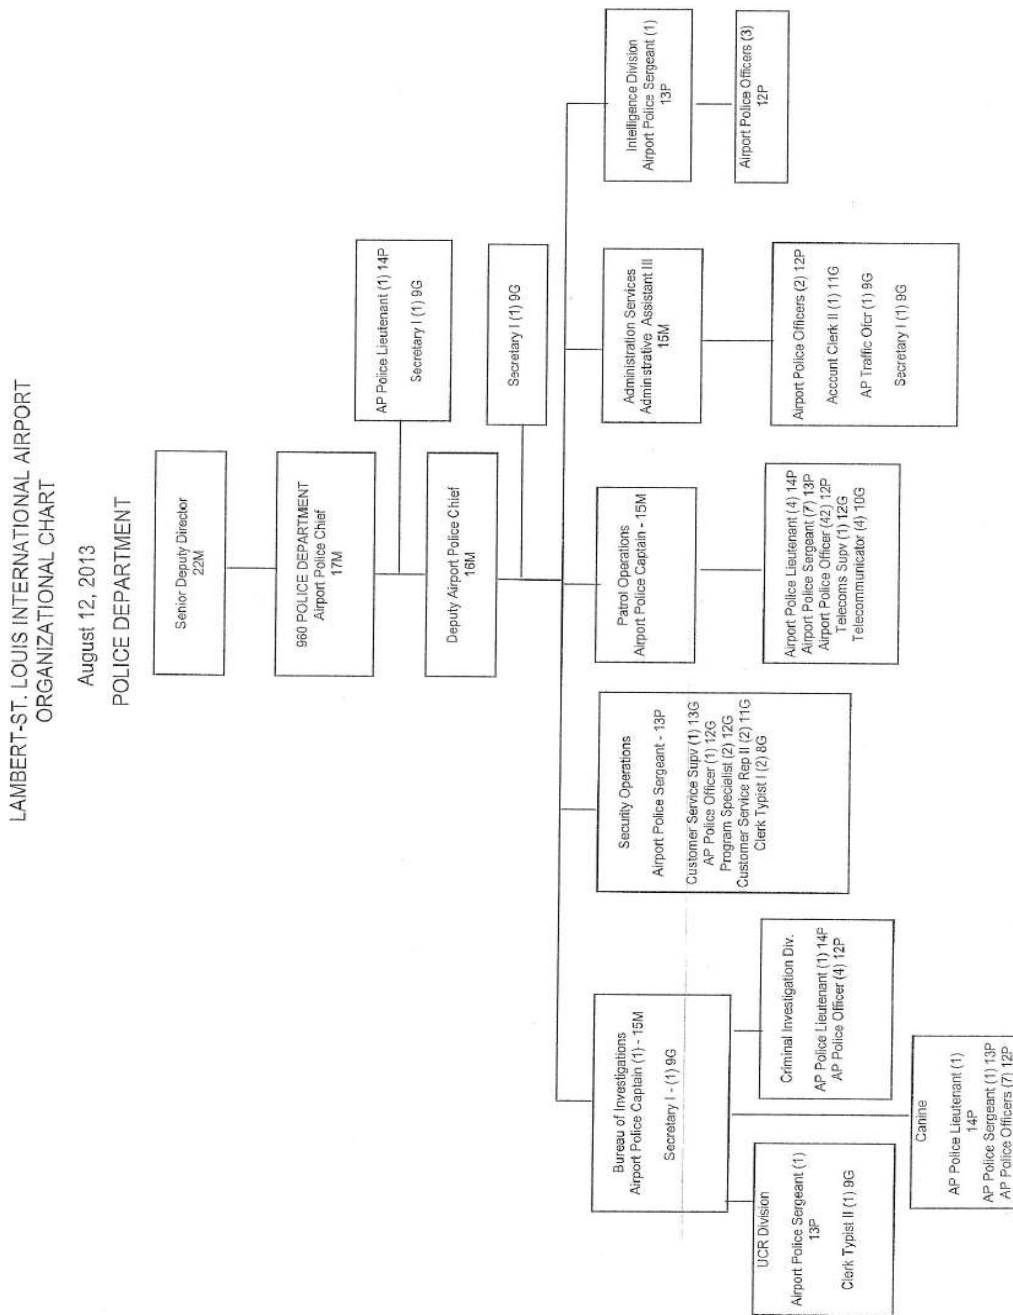 LAMBERT-ST. LOUIS INTERNATIONAL AIRPORT
ORGANIZATIONAL CHART
August 12, 2013
POLICE DEPARTMENT
Senior Deputy Director
22M
960 POLICE DEPARTMENT
Airport Police Chief
17M
AP Police Lieutenant (1) 14P
Secretary I (1) 9G
Deputy Airport Police Chief
16M
Secretary I (1) 9G
Bureau of Investigations
Airport Police Captain (1) - 15M
Secretary I - (1) 9G
UCR Division
Airport Police Sergeant (1)
13P
Clerk Typist II (1) 9G
Canine
AP Police Lieutenant (1)
14P
AP Police Sergeant (1) 13P
AP Police Officers (7) 12P
Criminal Investigation Div.
AP Police Lieutenant (1) 14P
AP Police Officer (4) 12P
Security Operations
Airport Police Sergeant - 13P
Customer Service Supv (1) 13G
AP Police Officer (1) 12G
Program Specialist (2) 12G
Customer Service Rep II (2) 11G
Clerk Typist I (2) 8G
Patrol Operations
Airport Police Captain - 15M
Airport Police Lieutenant (4) 14P
Airport Police Sergeant (7) 13P
Airport Police Officer (42) 12P
Telecoms Supv (1) 12G
Telecommunicator (4) 10G
Administration Services
Administrative Assistant III
15M
Airport Police Officers (2) 12P
Account Clerk II (1) 11G
AP Traffic Ofcr (1) 9G
Secretary I (1) 9G
Intelligence Division
Airport Police Sergeant (1)
13P
Airport Police Officers (3)
12P